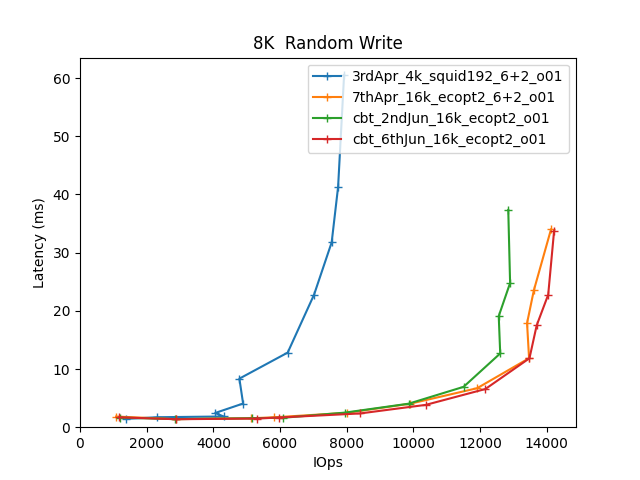 8K  Random Write
3rdApr_4k_squid192_6+2_o01
7thApr_16k_ecopt2_6+2_o01
cbt_2ndJun_16k_ecopt2_o01
cbt_6thJun_16k_ecopt2_o01
Latency (ms)
60
50
40
30
20
10
0
0 2000 4000 6000 8000 10000 12000 14000
IOps